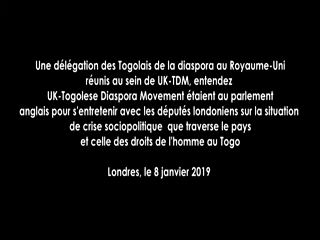 Une délégation des Togolais de la diaspora au Royaume-Uni
réunis au sein de UK-TDM, entendez
UK-Togolese Diaspora Movement étaient au parlement
anglais pour s'entretenir avec les députés londoniens sur la situation
de crise sociopolitique que traverse le pays
et celle des droits de l'homme au Togo
Londres, le 8 janvier 2019